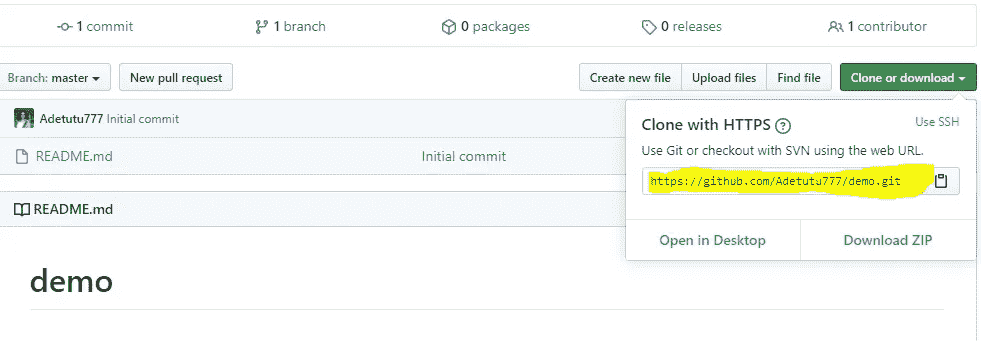 1 commit 1 branch 0 packages 0 releases 1 contributor
Branch: master New pull request Create new file Upload files Find file Clone or download
Adetutu777 Initial commit
README.md Initial commit
Clone with HTTPS ? Use SSH
Use Git or checkout with SVN using the web URL.
https://github.com/Adetutu777/demo.git
Open in Desktop Download ZIP
README.md
demo